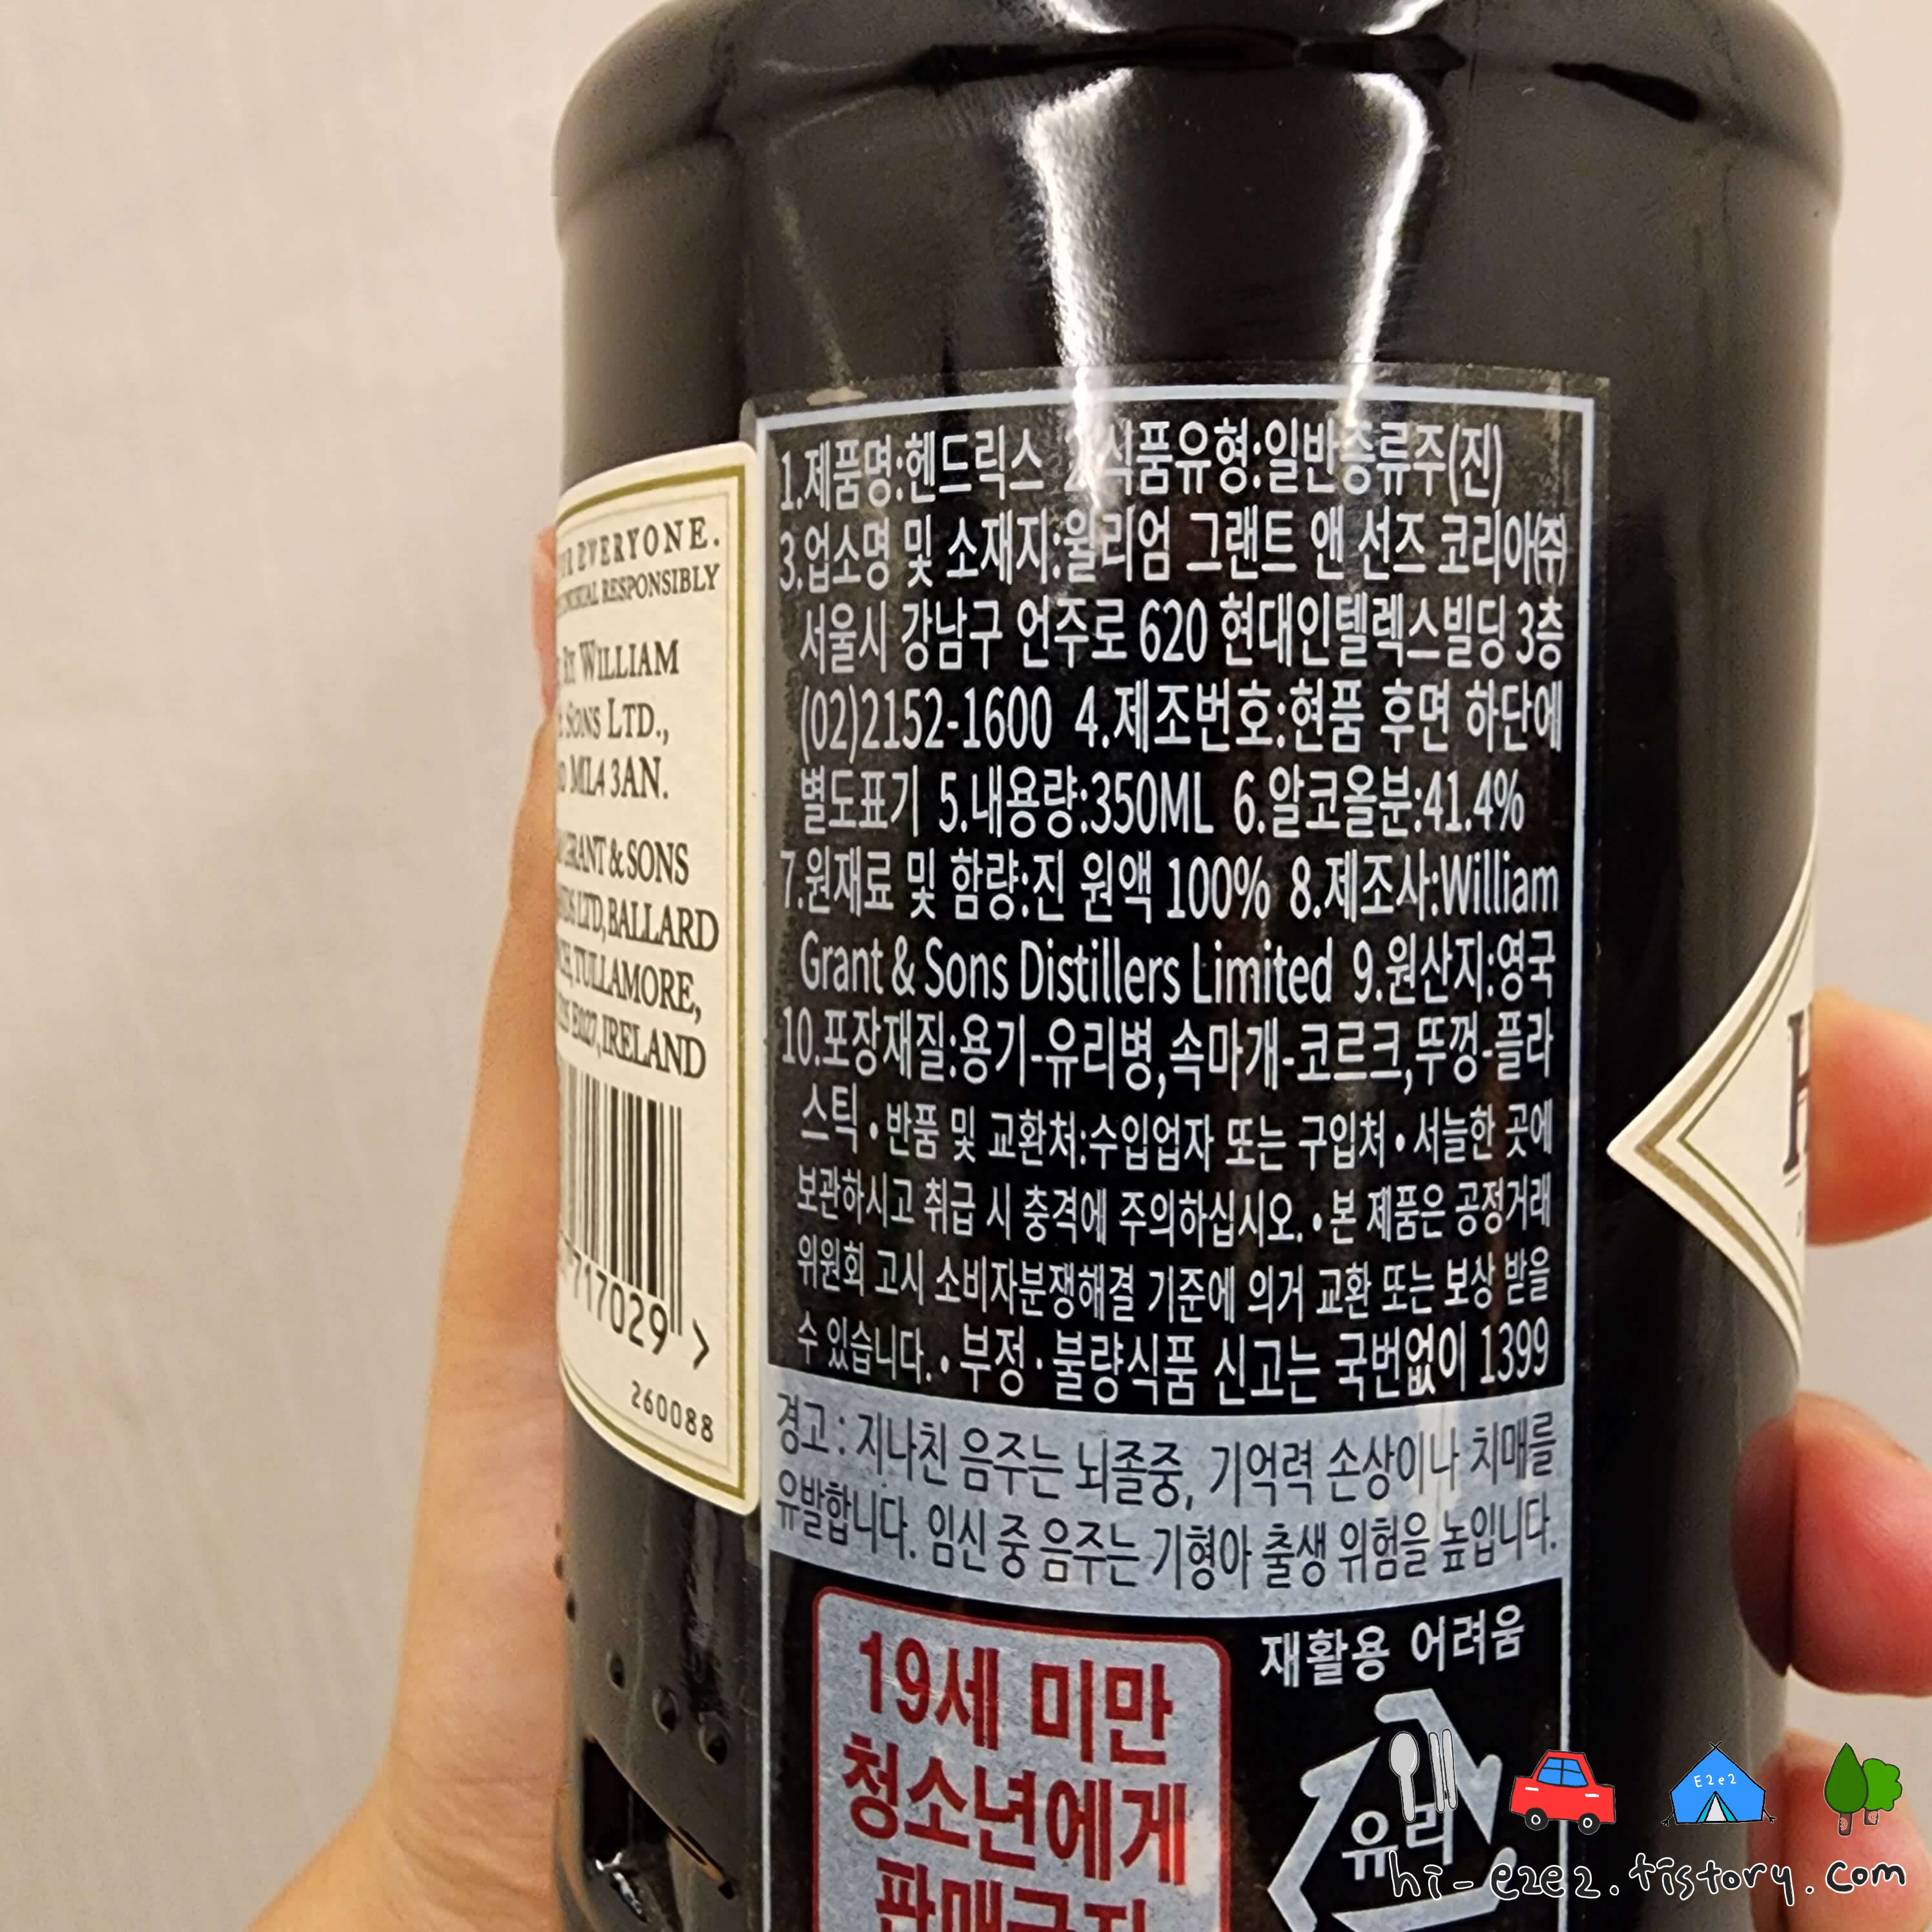 EVERYONE.
RESPONSIBLY
BY WILLIAM
SONS LTD.,
ML4 3AN.
GRANT & SONS
LTD, BALLARD
TULLAMORE,
IRELAND
717029 >
260088
1.제품명:헨드릭스 2.식품유형:일반증류주(진)
3.업소명 및 소재지:윌리엄 그랜트 앤 선즈 코리아(주)
서울시 강남구 언주로 620 현대인텔렉스빌딩 3층
(02)2152-1600 4.제조번호:현품 후면 하단에
별도표기 5.내용량:350ML 6.알코올분:41.4%
7.원재료 및 함량:진 원액 100% 8.제조사:William
Grant & Sons Distillers Limited 9.원산지:영국
10.포장재질:용기-유리병,속마개-코르크,뚜껑-플라
스틱 • 반품 및 교환처:수입업자 또는 구입처 • 서늘한 곳에
보관하시고 취급 시 충격에 주의하십시오. • 본 제품은 공정거래
위원회 고시 소비자분쟁해결 기준에 의거 교환 또는 보상 받을
수 있습니다. • 부정 · 불량식품 신고는 국번없이 1399
경고 : 지나친 음주는 뇌졸중, 기억력 손상이나 치매를
유발합니다. 임신 중 음주는 기형아 출생 위험을 높입니다.
19세 미만
청소년에게
판매금지
재활용 어려움
유리
H
E2e2
hi-e2e2.tistory.com